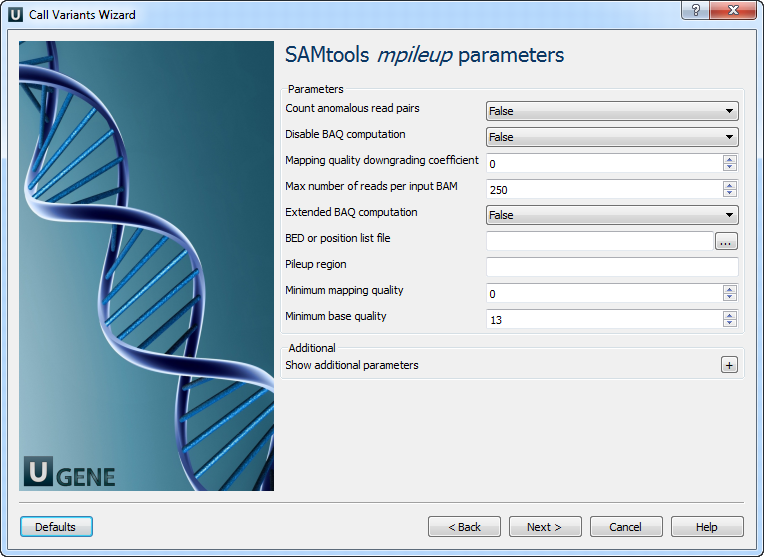 U Call Variants Wizard
?
SAMtools mpileup parameters
Parameters
Count anomalous read pairs False
Disable BAQ computation False
Mapping quality downgrading coefficient 0
Max number of reads per input BAM 250
Extended BAQ computation False
BED or position list file ...
Pileup region
Minimum mapping quality 0
Minimum base quality 13
Additional
Show additional parameters +
U GENE
Defaults < Back Next > Cancel Help